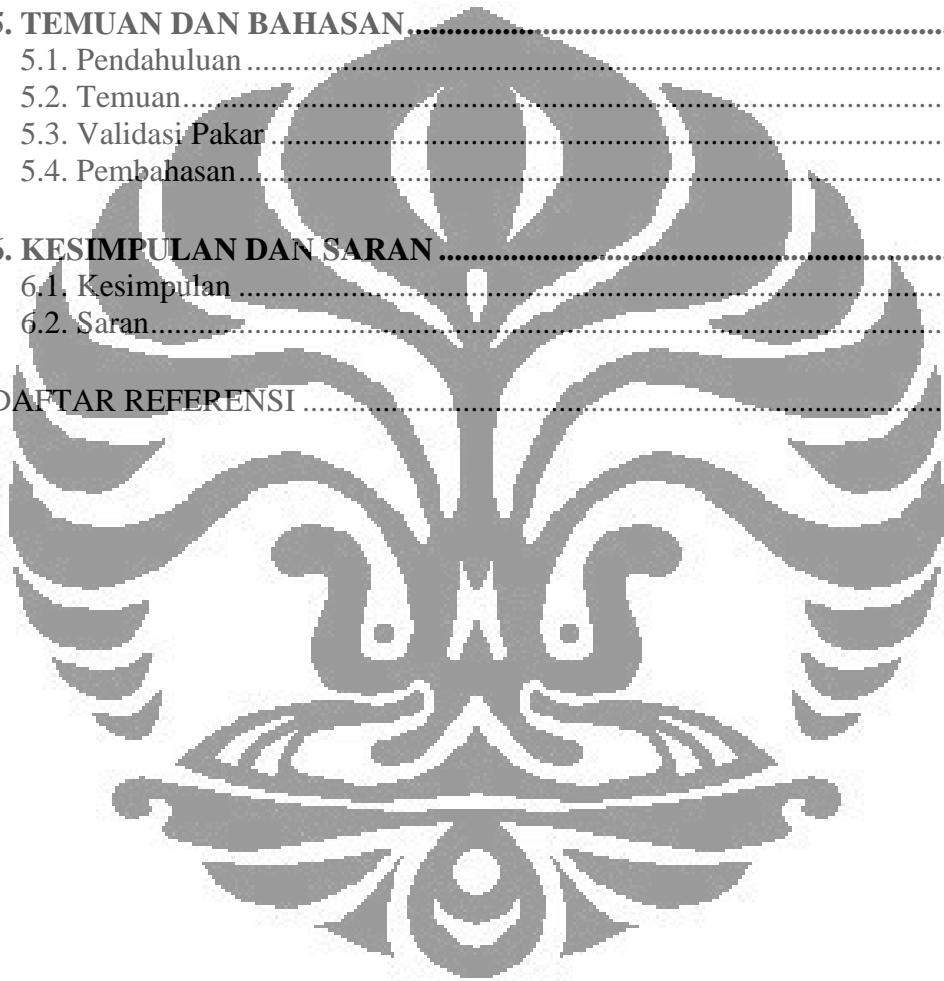 5. TEMUAN DAN BAHASAN..........................................................................
5.1. Pendahuluan..........................................................................
5.2. Temuan..........................................................................
5.3. Validasi Pakar..........................................................................
5.4. Pembahasan..........................................................................
6. KESIMPULAN DAN SARAN..........................................................................
6.1. Kesimpulan..........................................................................
6.2. Saran..........................................................................
DAFTAR REFERENSI..........................................................................